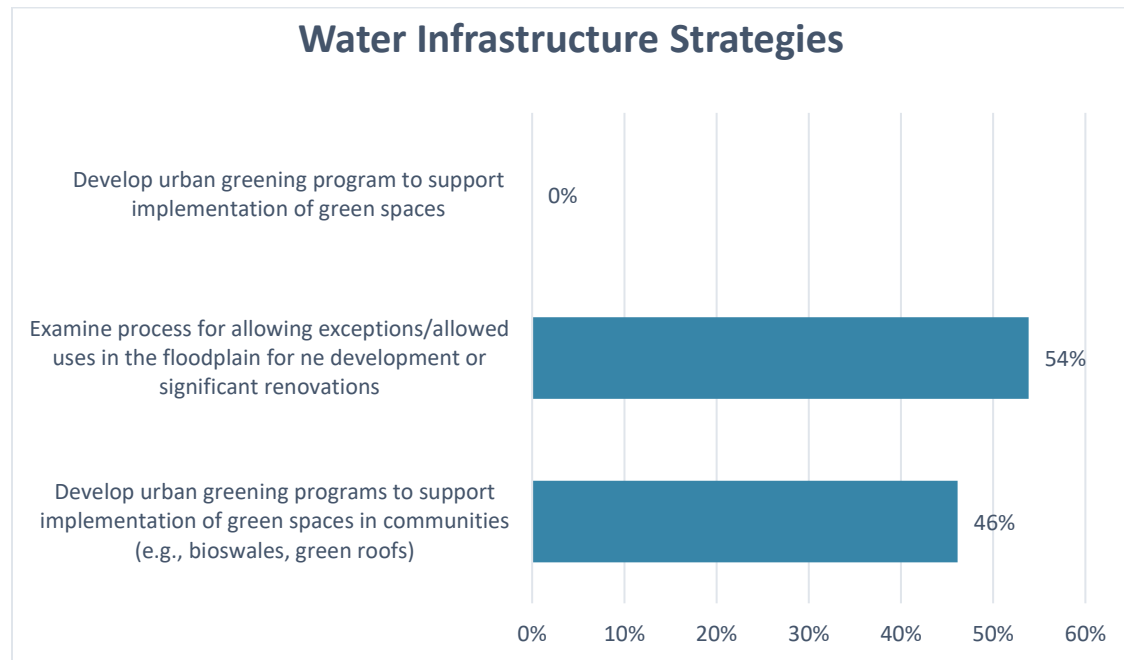 Water Infrastructure Strategies
Develop urban greening program to support
implementation of green spaces
0%
Examine process for allowing exceptions/allowed
uses in the floodplain for ne development or
significant renovations
54%
Develop urban greening programs to support
implementation of green spaces in communities
(e.g., bioswales, green roofs)
46%
0% 10% 20% 30% 40% 50% 60%